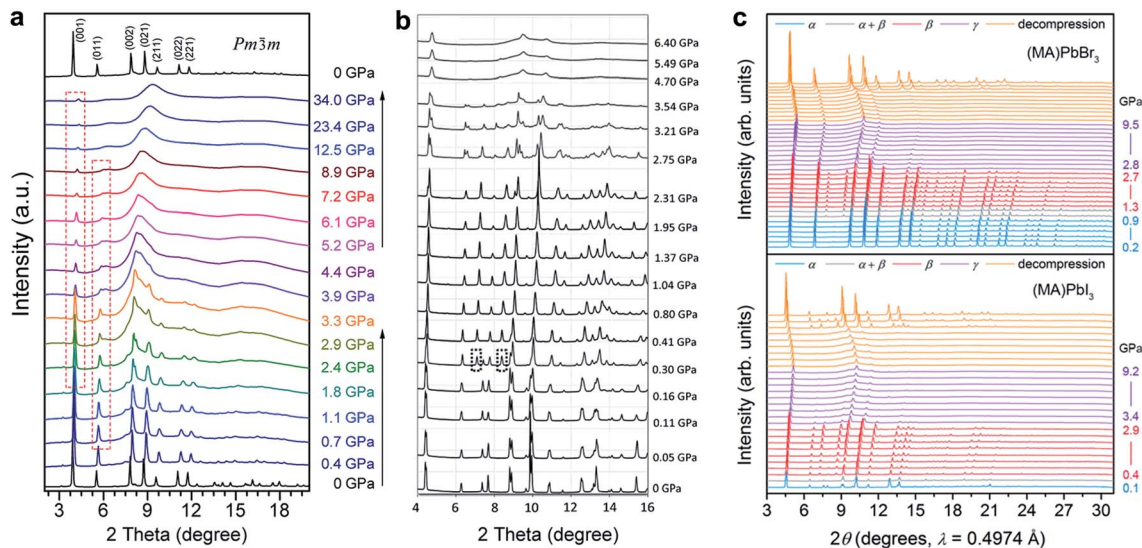 a
(001)
(011)
(002)
(021)
(211)
(022)
(221)
Pm3̄m
0 GPa
34.0 GPa
23.4 GPa
12.5 GPa
8.9 GPa
7.2 GPa
6.1 GPa
5.2 GPa
4.4 GPa
3.9 GPa
3.3 GPa
2.9 GPa
2.4 GPa
1.8 GPa
1.1 GPa
0.7 GPa
0.4 GPa
0 GPa
Intensity (a.u.)
3 6 9 12 15 18
2 Theta (degree)
b
6.40 GPa
5.49 GPa
4.70 GPa
3.54 GPa
3.21 GPa
2.75 GPa
2.31 GPa
1.95 GPa
1.37 GPa
1.04 GPa
0.80 GPa
0.41 GPa
0.30 GPa
0.16 GPa
0.11 GPa
0.05 GPa
0 GPa
4 6 8 10 12 14 16
2 Theta (degree)
c
α α+β β γ decompression
(MA)PbBr3
GPa
9.5
2.8
2.7
1.3
0.9
0.2
Intensity (arb. units)
α α+β β γ decompression
(MA)PbI3
GPa
9.2
3.4
2.9
0.4
0.1
Intensity (arb. units)
3 6 9 12 15 18 21 24 27 30
2θ (degrees, λ = 0.4974 Å)